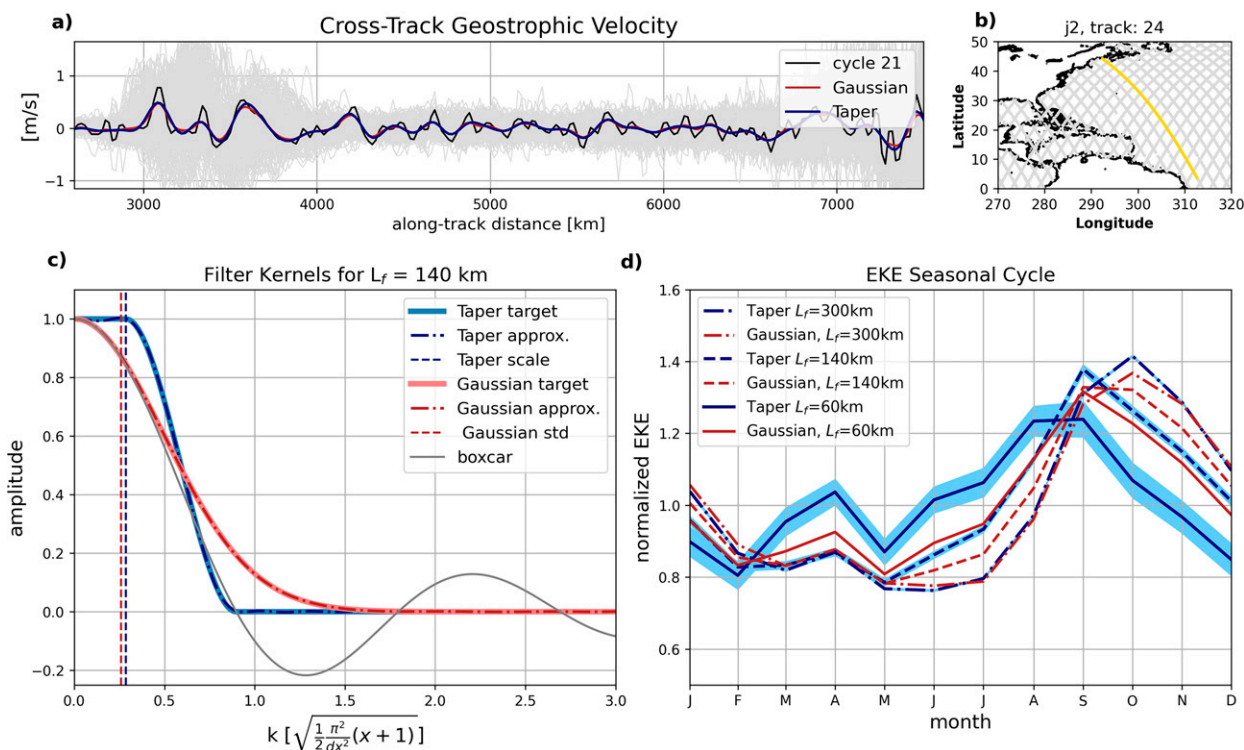 a)
Cross-Track Geostrophic Velocity
1
0
−1
[m/s]
cycle 21
Gaussian
Taper
3000
4000
5000
6000
7000
along-track distance [km]
b)
j2, track: 24
50
40
30
20
10
0
Latitude
270
280
290
300
310
320
Longitude
c)
Filter Kernels for L_f = 140 km
1.0
0.8
0.6
0.4
0.2
0.0
−0.2
amplitude
Taper target
Taper approx.
Taper scale
Gaussian target
Gaussian approx.
Gaussian std
boxcar
0.0
0.5
1.0
1.5
2.0
2.5
3.0
k [√(1/2 π²/dx² (x + 1))]
d)
EKE Seasonal Cycle
1.6
1.4
1.2
1.0
0.8
0.6
normalized EKE
Taper L_f=300km
Gaussian, L_f=300km
Taper L_f=140km
Gaussian, L_f=140km
Taper L_f=60km
Gaussian, L_f=60km
J
F
M
A
M
J
J
A
S
O
N
D
month